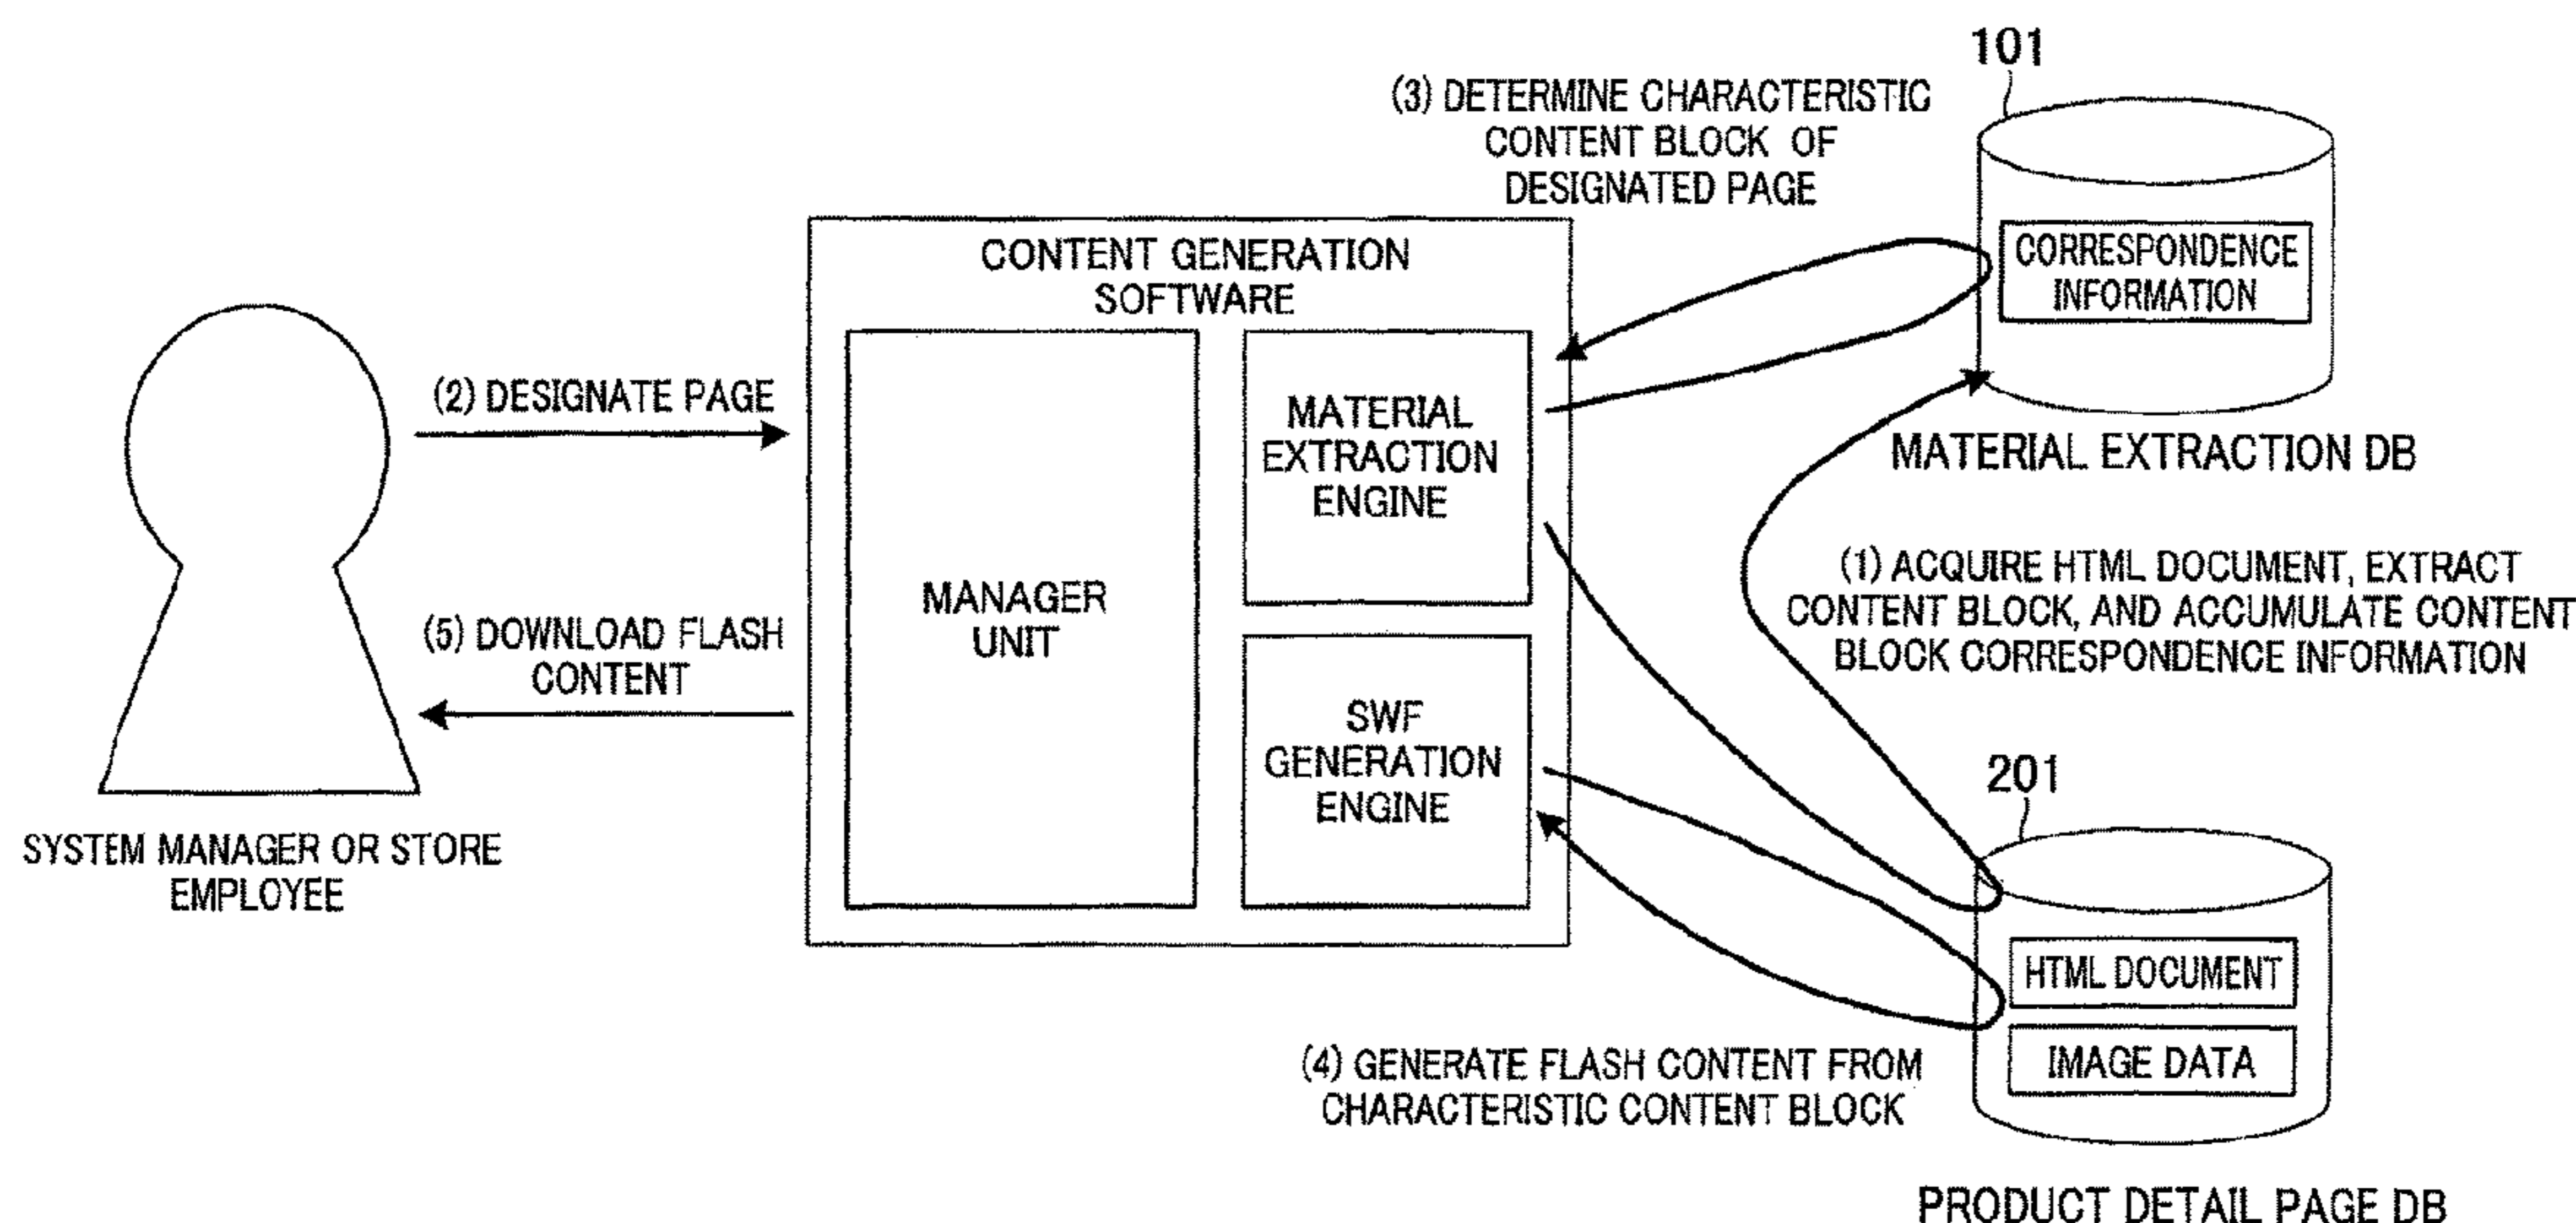 101
(3) DETERMINE CHARACTERISTIC
CONTENT BLOCK OF
DESIGNATED PAGE
CORRESPONDENCE
INFORMATION
MATERIAL EXTRACTION DB
CONTENT GENERATION
SOFTWARE
MANAGER
UNIT
MATERIAL
EXTRACTION
ENGINE
SWF
GENERATION
ENGINE
(2) DESIGNATE PAGE
(5) DOWNLOAD FLASH
CONTENT
SYSTEM MANAGER OR STORE
EMPLOYEE
(1) ACQUIRE HTML DOCUMENT, EXTRACT
CONTENT BLOCK, AND ACCUMULATE CONTENT
BLOCK CORRESPONDENCE INFORMATION
201
HTML DOCUMENT
IMAGE DATA
(4) GENERATE FLASH CONTENT FROM
CHARACTERISTIC CONTENT BLOCK
PRODUCT DETAIL PAGE DB